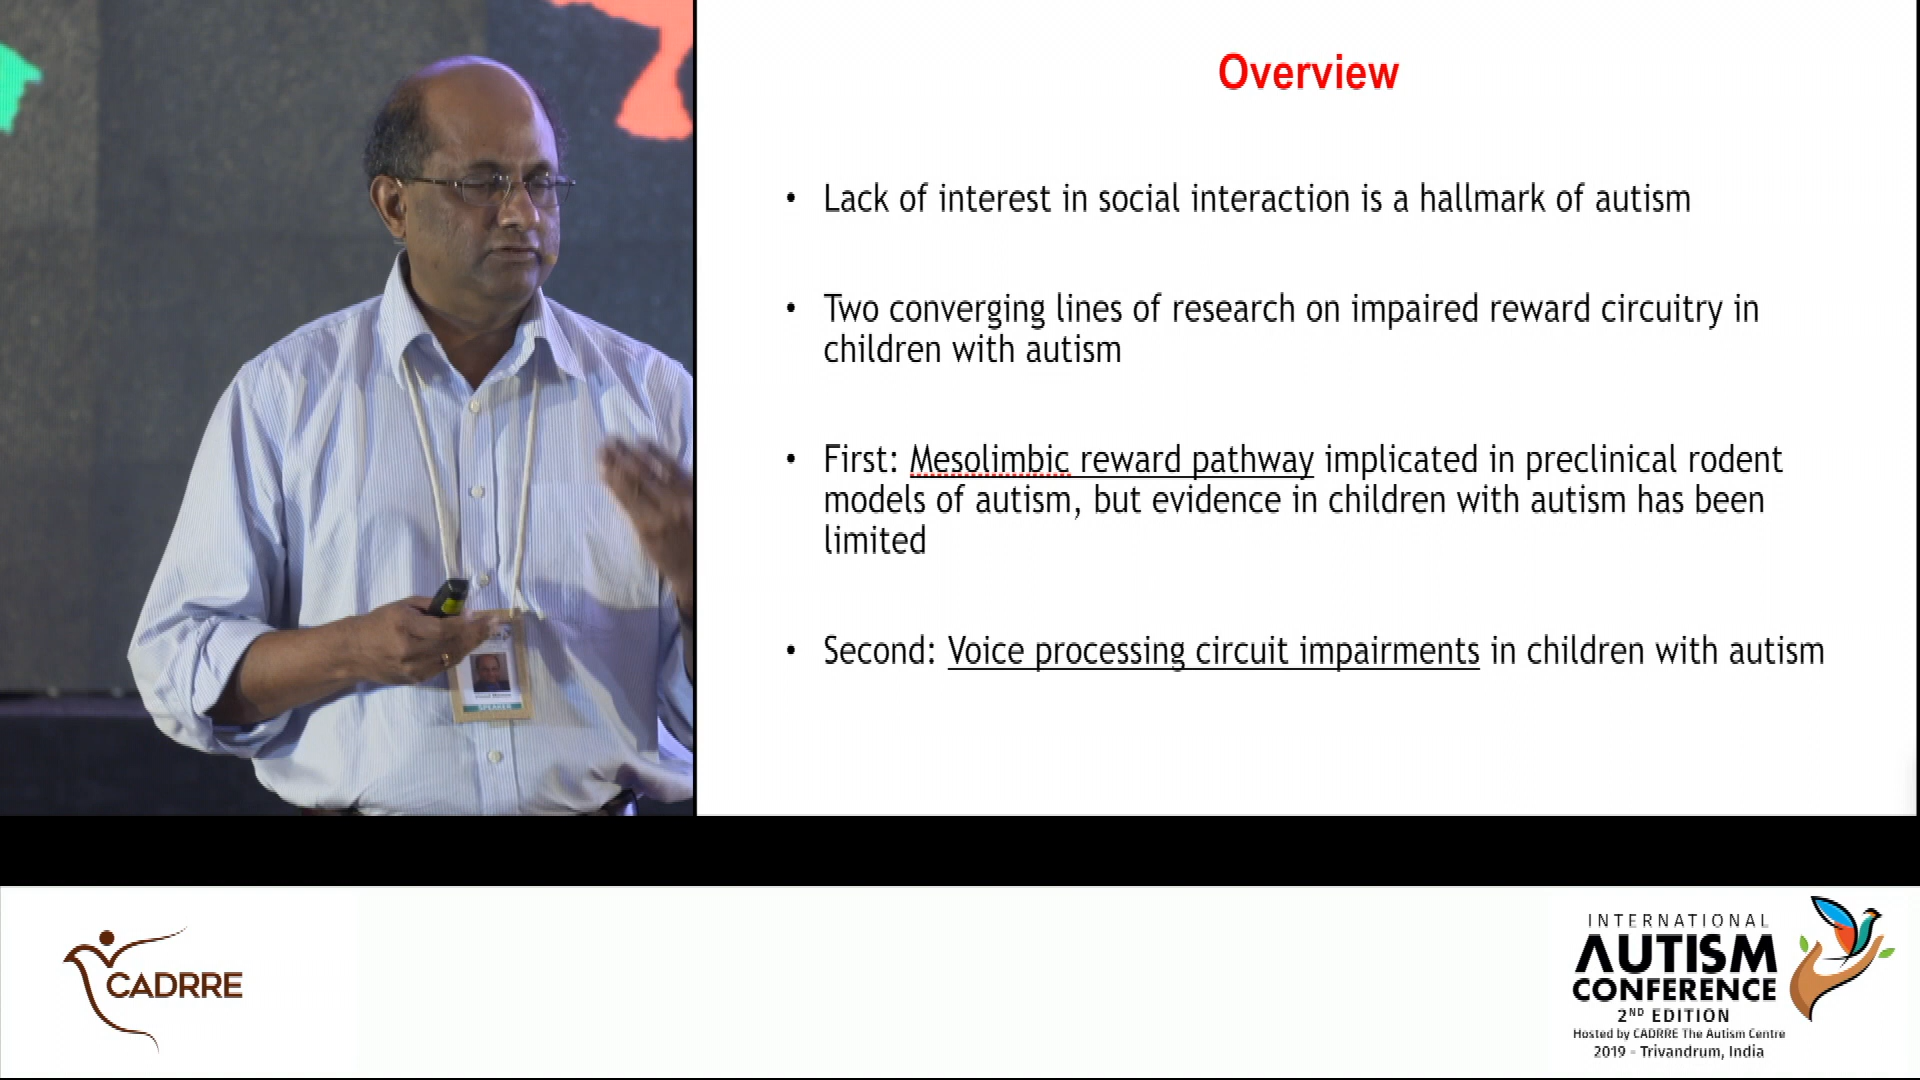 Overview
• Lack of interest in social interaction is a hallmark of autism
• Two converging lines of research on impaired reward circuitry in
children with autism
• First: Mesolimbic reward pathway implicated in preclinical rodent
models of autism, but evidence in children with autism has been
limited
• Second: Voice processing circuit impairments in children with autism
SPEAKER
CADRRE
INTERNATIONAL
AUTISM
CONFERENCE
2ND EDITION
Hosted by CADRRE The Autism Centre
2019 - Trivandrum, India